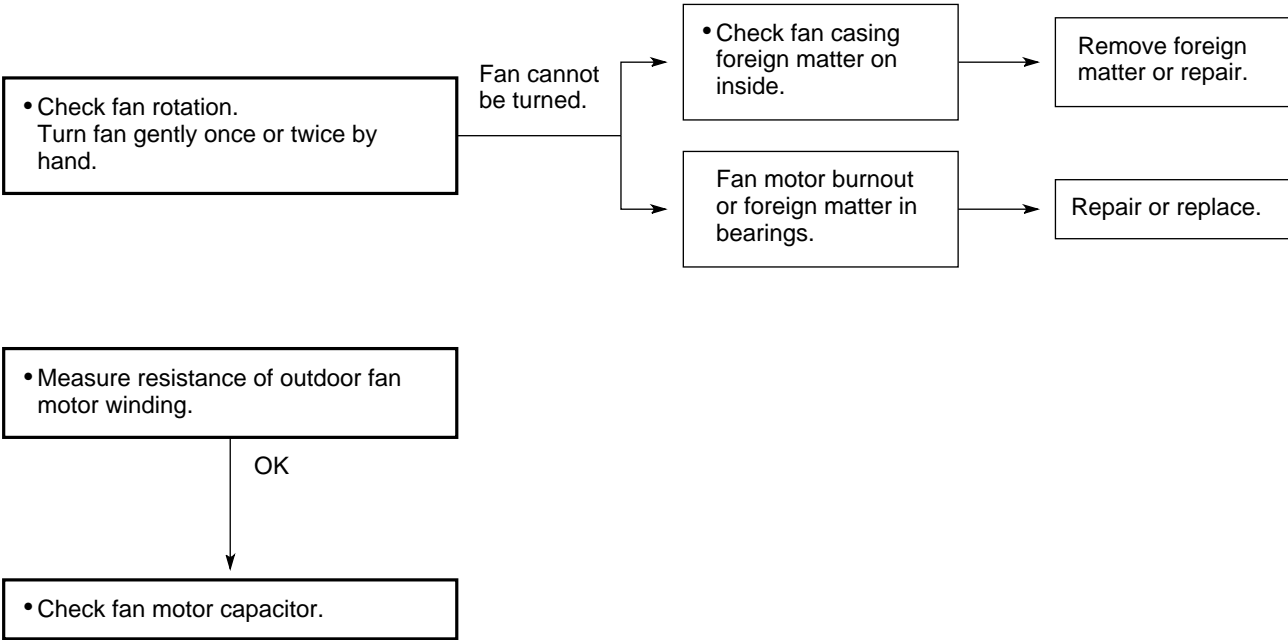 • Check fan rotation.
Turn fan gently once or twice by
hand.
Fan cannot
be turned.
• Check fan casing
foreign matter on
inside.
Remove foreign
matter or repair.
Fan motor burnout
or foreign matter in
bearings.
Repair or replace.
• Measure resistance of outdoor fan
motor winding.
OK
• Check fan motor capacitor.